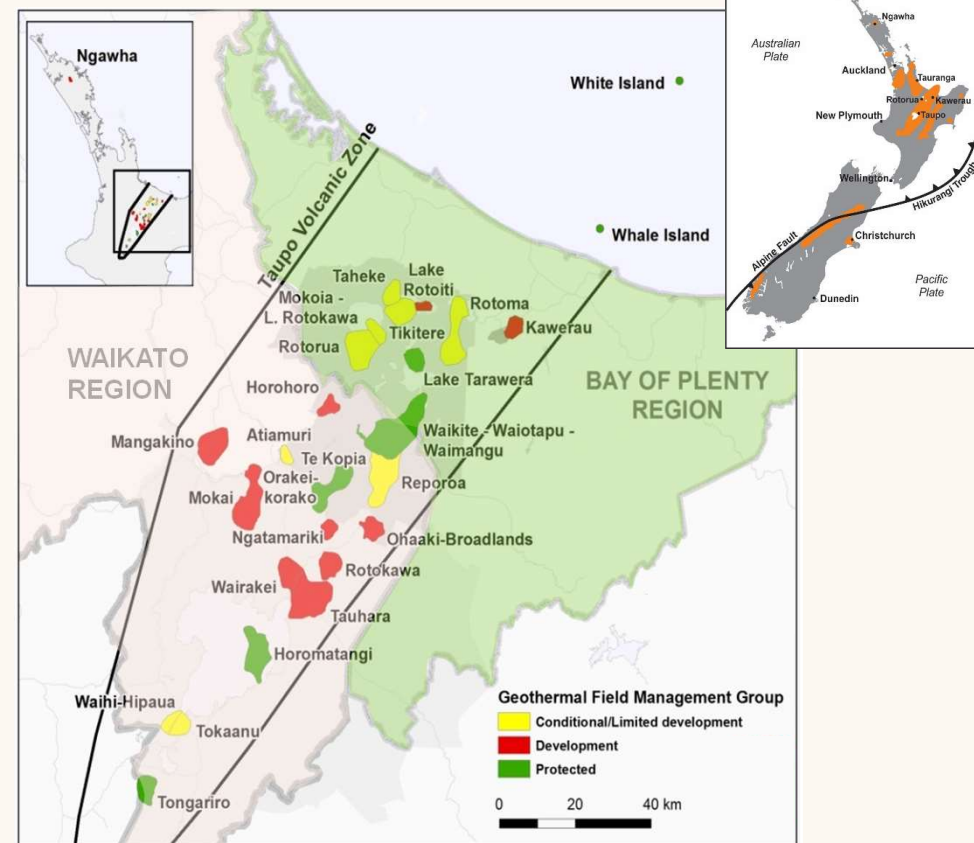 Ngawha
White Island
Whale Island
Taupo Volcanic Zone
Taheke
Lake
Rotoiti
Mokoia -
L. Rotokawa
Rotoma
Tikitere
Kawerau
Rotorua
Lake Tarawera
WAIKATO
REGION
BAY OF PLENTY
REGION
Horohoro
Mangakino
Atiamuri
Waikite - Waiotapu -
Waimangu
Te Kopia
Orakei-
korako
Reporoa
Mokai
Ngatamariki
Ohaaki-Broadlands
Rotokawa
Wairakei
Tauhara
Horomatangi
Waihi-Hipaua
Tokaanu
Tongariro
Geothermal Field Management Group
Conditional/Limited development
Development
Protected
0 20 40 km
Ngawha
Australian
Plate
Auckland
Tauranga
Rotorua
Kawerau
New Plymouth
Taupo
Wellington
Hikurangi Trough
Alpine Fault
Christchurch
Pacific
Plate
Dunedin